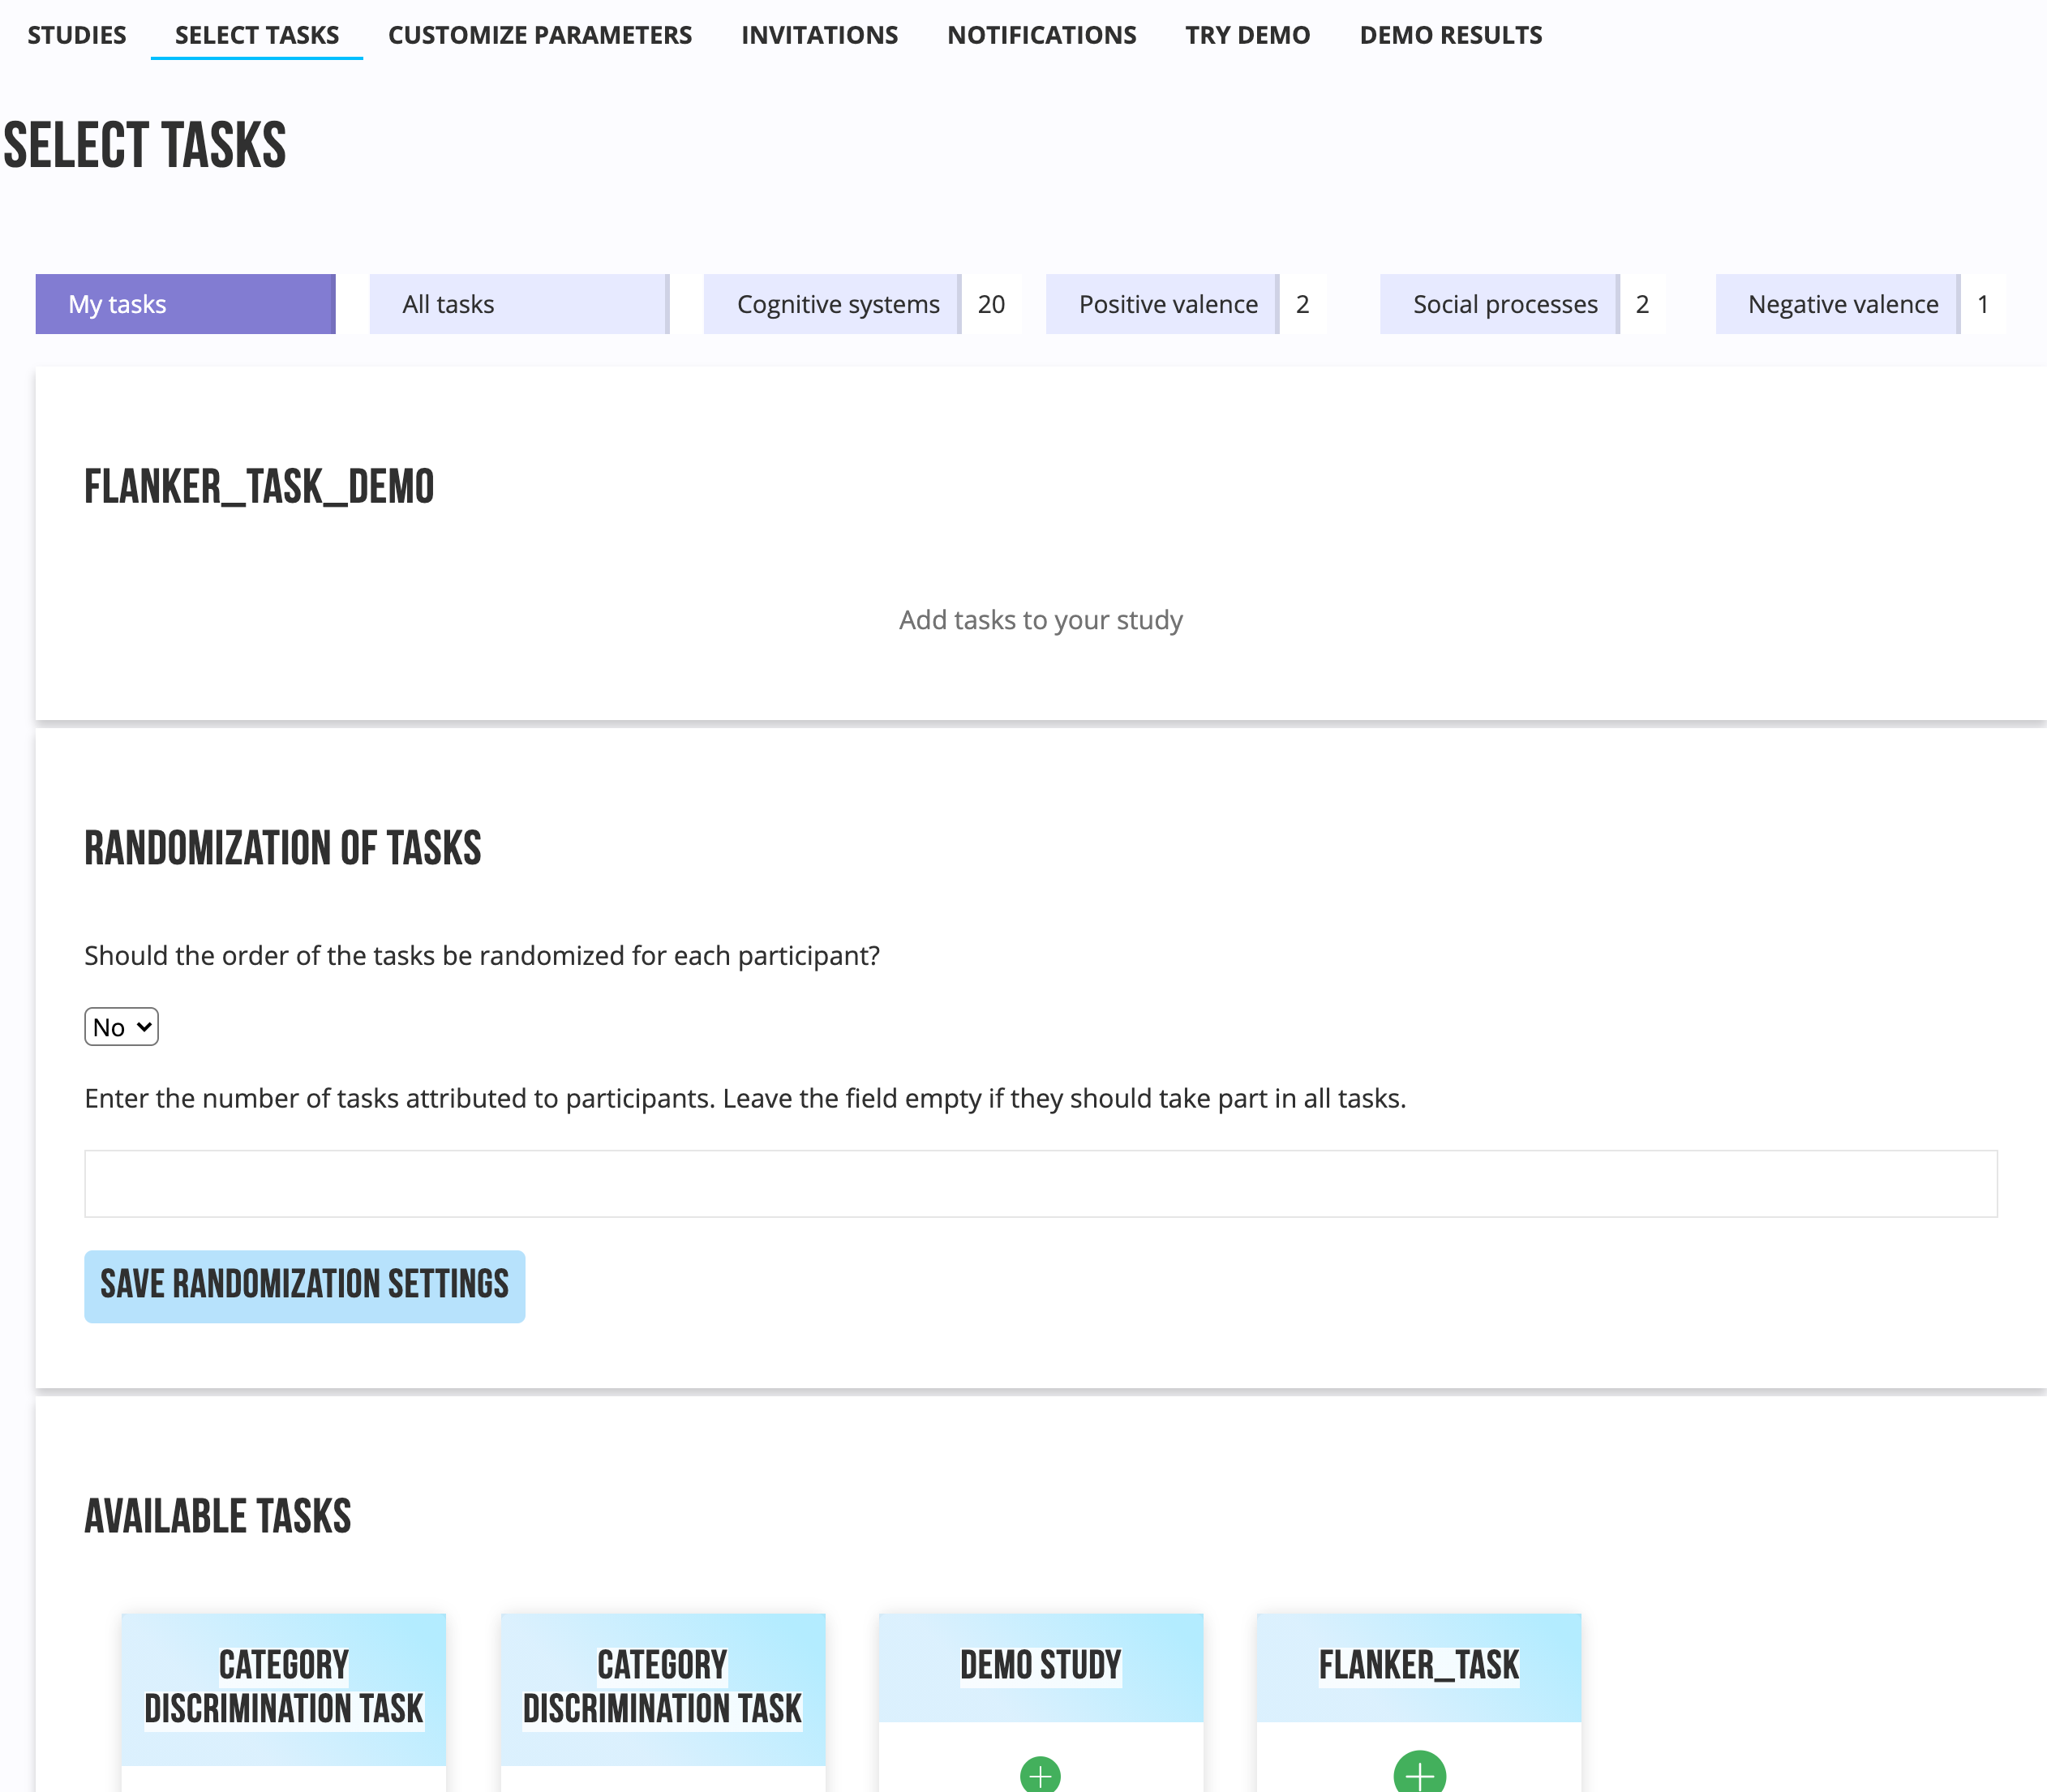 STUDIES SELECT TASKS CUSTOMIZE PARAMETERS INVITATIONS NOTIFICATIONS TRY DEMO DEMO RESULTS
SELECT TASKS
My tasks All tasks Cognitive systems 20 Positive valence 2 Social processes 2 Negative valence 1
FLANKER_TASK_DEMO
Add tasks to your study
RANDOMIZATION OF TASKS
Should the order of the tasks be randomized for each participant?
No
Enter the number of tasks attributed to participants. Leave the field empty if they should take part in all tasks.
SAVE RANDOMIZATION SETTINGS
AVAILABLE TASKS
CATEGORY
DISCRIMINATION TASK
CATEGORY
DISCRIMINATION TASK
DEMO STUDY
FLANKER_TASK